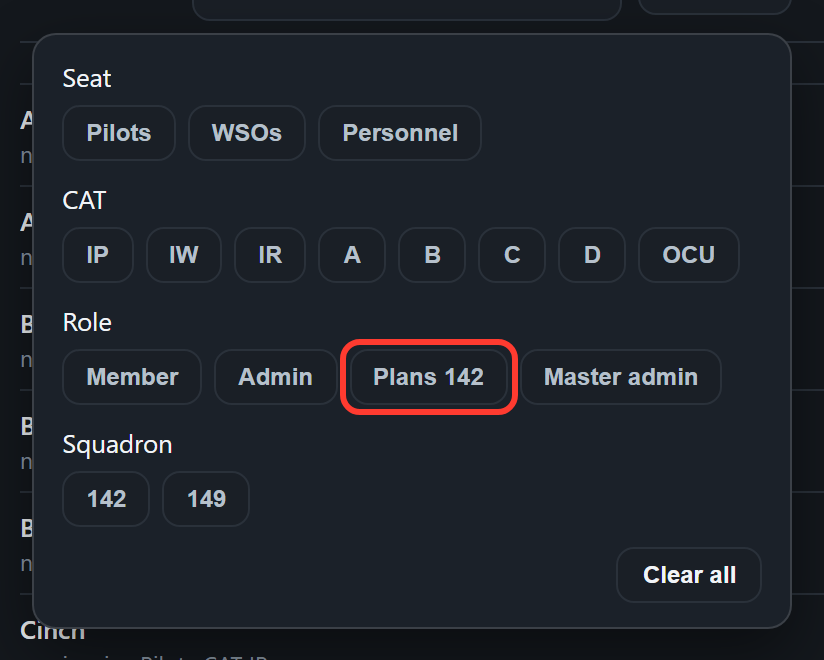 Seat
Pilots WSOs Personnel
CAT
IP IW IR A B C D OCU
Role
Member Admin Plans 142 Master admin
Squadron
142 149
Clear all
Cinch